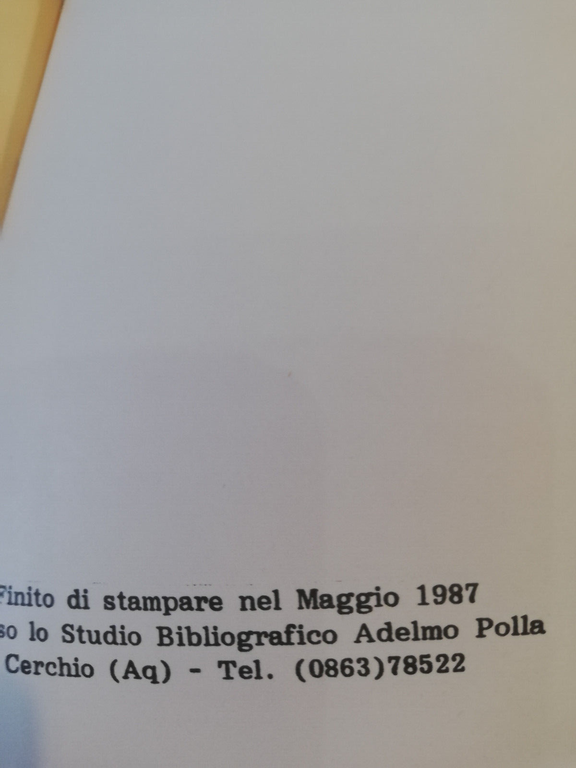 Finito di stampare nel Maggio 1987
so lo Studio Bibliografico Adelmo Polla
Cerchio (Aq) - Tel. (0863)78522